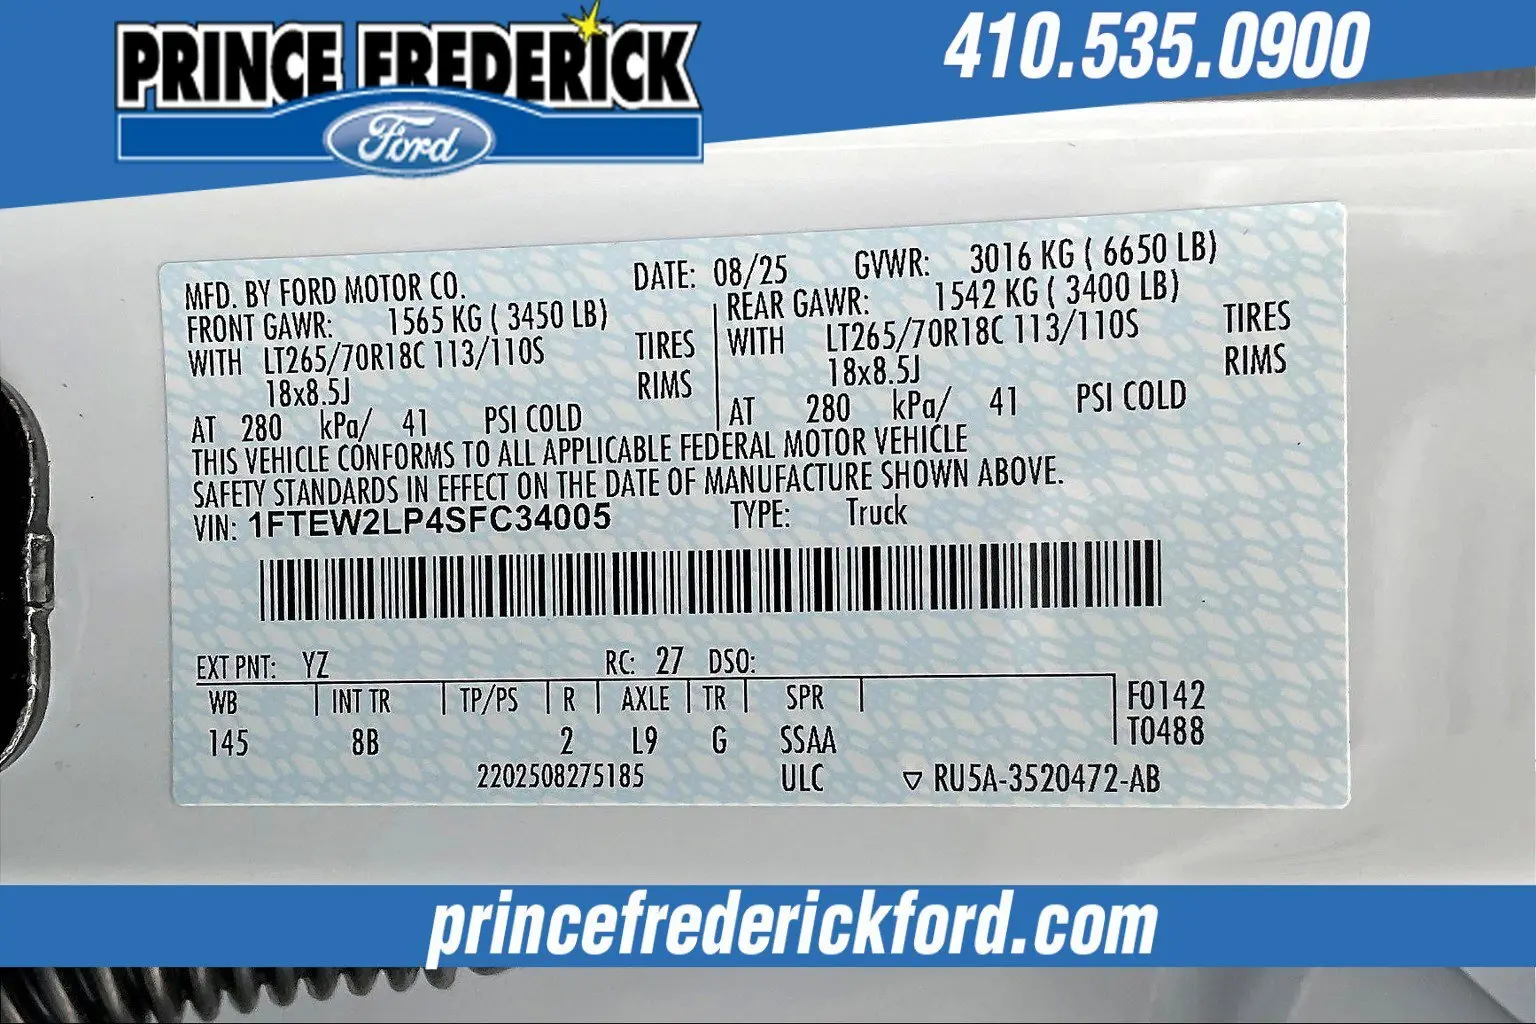 PRINCE FREDERICK
Ford
410.535.0900
MFD. BY FORD MOTOR CO. DATE: 08/25 GVWR: 3016 KG ( 6650 LB)
FRONT GAWR: 1565 KG ( 3450 LB) REAR GAWR: 1542 KG ( 3400 LB)
WITH LT265/70R18C 113/110S TIRES WITH LT265/70R18C 113/110S TIRES
18x8.5J RIMS 18x8.5J RIMS
AT 280 kPa/ 41 PSI COLD AT 280 kPa/ 41 PSI COLD
THIS VEHICLE CONFORMS TO ALL APPLICABLE FEDERAL MOTOR VEHICLE
SAFETY STANDARDS IN EFFECT ON THE DATE OF MANUFACTURE SHOWN ABOVE.
VIN: 1FTEW2LP4SFC34005 TYPE: Truck
EXT PNT: YZ RC: 27 DSO:
WB INT TR TP/PS R AXLE TR SPR F0142
145 8B 2 L9 G SSAA T0488
2202508275185 ULC ▽ RU5A-3520472-AB
princefrederickford.com